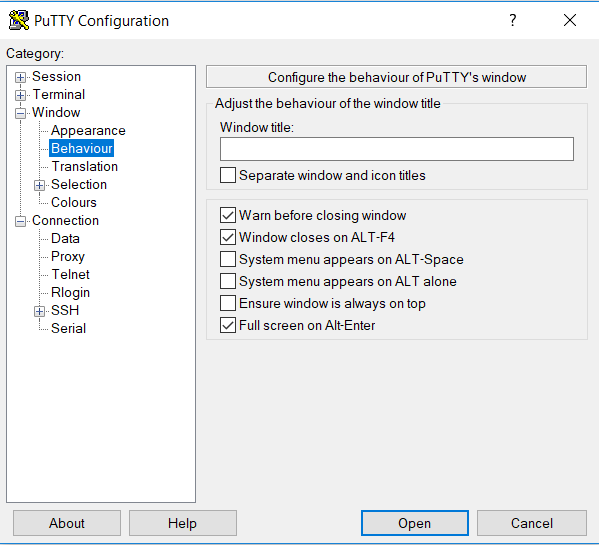 PuTTY Configuration
Category:
Session
Terminal
Window
Appearance
Behaviour
Translation
Selection
Colours
Connection
Data
Proxy
Telnet
Rlogin
SSH
Serial
Configure the behaviour of PuTTY's window
Adjust the behaviour of the window title
Window title:
Separate window and icon titles
Warn before closing window
Window closes on ALT-F4
System menu appears on ALT-Space
System menu appears on ALT alone
Ensure window is always on top
Full screen on Alt-Enter
About
Help
Open
Cancel